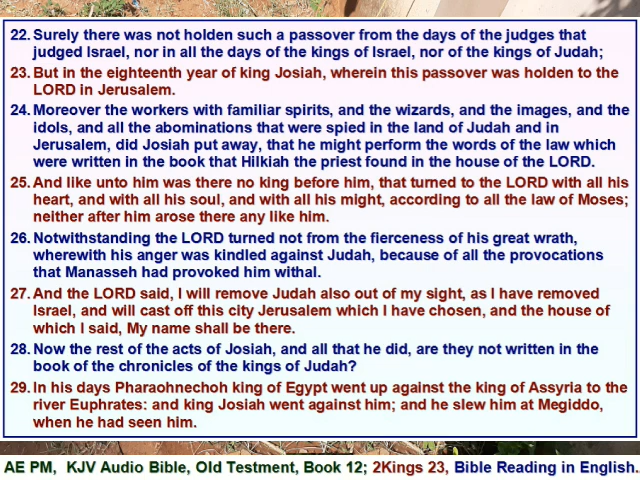 22. Surely there was not holden such a passover from the days of the judges that
judged Israel, nor in all the days of the kings of Israel, nor of the kings of Judah;
23. But in the eighteenth year of king Josiah, wherein this passover was holden to the
LORD in Jerusalem.
24. Moreover the workers with familiar spirits, and the wizards, and the images, and the
idols, and all the abominations that were spied in the land of Judah and in
Jerusalem, did Josiah put away, that he might perform the words of the law which
were written in the book that Hilkiah the priest found in the house of the LORD.
25. And like unto him was there no king before him, that turned to the LORD with all his
heart, and with all his soul, and with all his might, according to all the law of Moses;
neither after him arose there any like him.
26. Notwithstanding the LORD turned not from the fierceness of his great wrath,
wherewith his anger was kindled against Judah, because of all the provocations
that Manasseh had provoked him withal.
27. And the LORD said, I will remove Judah also out of my sight, as I have removed
Israel, and will cast off this city Jerusalem which I have chosen, and the house of
which I said, My name shall be there.
28. Now the rest of the acts of Josiah, and all that he did, are they not written in the
book of the chronicles of the kings of Judah?
29. In his days Pharaohnechoh king of Egypt went up against the king of Assyria to the
river Euphrates: and king Josiah went against him; and he slew him at Megiddo,
when he had seen him.
AE PM, KJV Audio Bible, Old Testment, Book 12; 2Kings 23, Bible Reading in English.